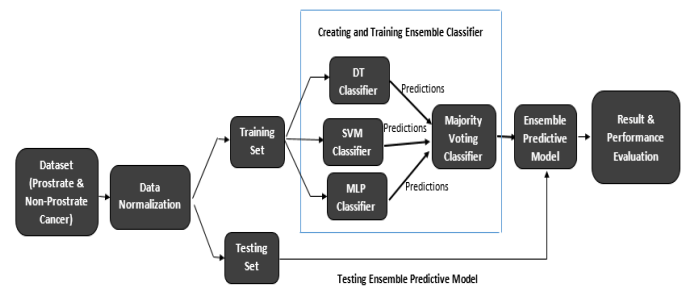 Creating and Training Ensemble Classifier
DT
Classifier
Predictions
Training
Set
SVM
Classifier
Predictions
Majority
Voting
Classifier
Ensemble
Predictive
Model
Result &
Performance
Evaluation
Dataset
(Prostrate &
Non-Prostrate
Cancer)
Data
Normalization
MLP
Classifier
Predictions
Testing
Set
Testing Ensemble Predictive Model